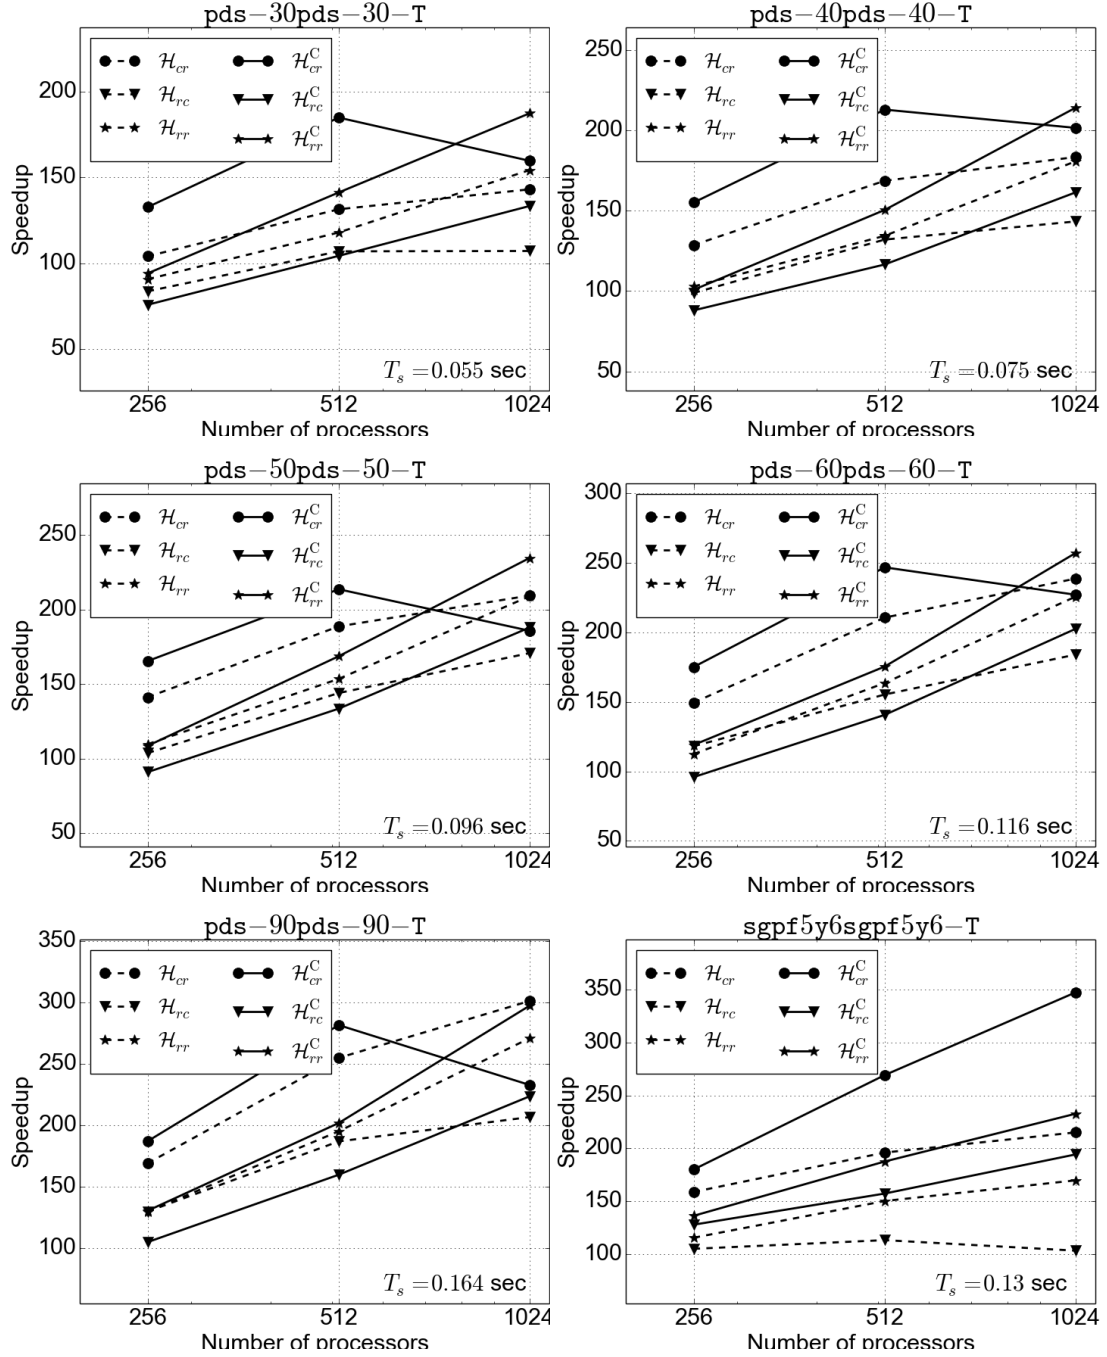 pds−30pds−30−T
ℋcr ℋcr^C
ℋrc ℋrc^C
ℋrr ℋrr^C
200
150
100
50
Speedup
T_s = 0.055 sec
256 512 1024
Number of processors
pds−40pds−40−T
ℋcr ℋcr^C
ℋrc ℋrc^C
ℋrr ℋrr^C
250
200
150
100
50
Speedup
T_s = 0.075 sec
256 512 1024
Number of processors
pds−50pds−50−T
ℋcr ℋcr^C
ℋrc ℋrc^C
ℋrr ℋrr^C
250
200
150
100
50
Speedup
T_s = 0.096 sec
256 512 1024
Number of processors
pds−60pds−60−T
ℋcr ℋcr^C
ℋrc ℋrc^C
ℋrr ℋrr^C
300
250
200
150
100
50
Speedup
T_s = 0.116 sec
256 512 1024
Number of processors
pds−90pds−90−T
ℋcr ℋcr^C
ℋrc ℋrc^C
ℋrr ℋrr^C
350
300
250
200
150
100
Speedup
T_s = 0.164 sec
256 512 1024
Number of processors
sgpf5y6sgpf5y6−T
ℋcr ℋcr^C
ℋrc ℋrc^C
ℋrr ℋrr^C
350
300
250
200
150
100
Speedup
T_s = 0.13 sec
256 512 1024
Number of processors